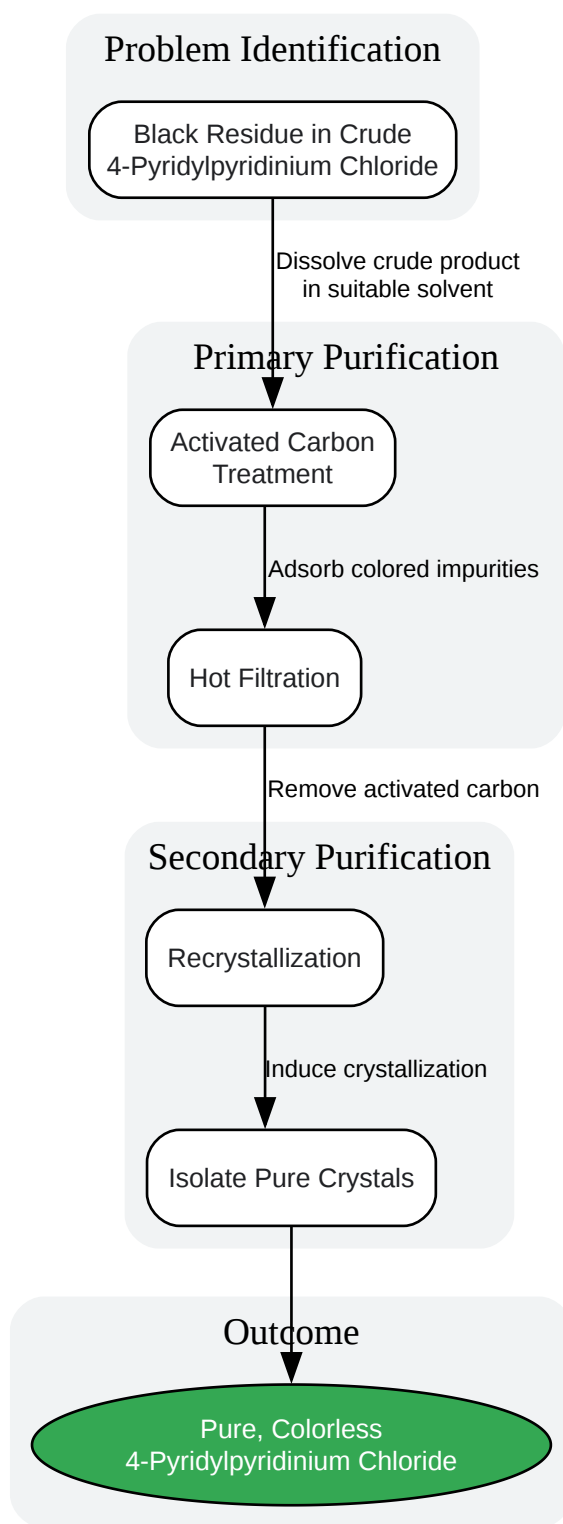 Problem Identification
Black Residue in Crude
4-Pyridylpyridinium Chloride
Dissolve crude product
in suitable solvent
Primary Purification
Activated Carbon
Treatment
Adsorb colored impurities
Hot Filtration
Remove activated carbon
Secondary Purification
Recrystallization
Induce crystallization
Isolate Pure Crystals
Outcome
Pure, Colorless
4-Pyridylpyridinium Chloride